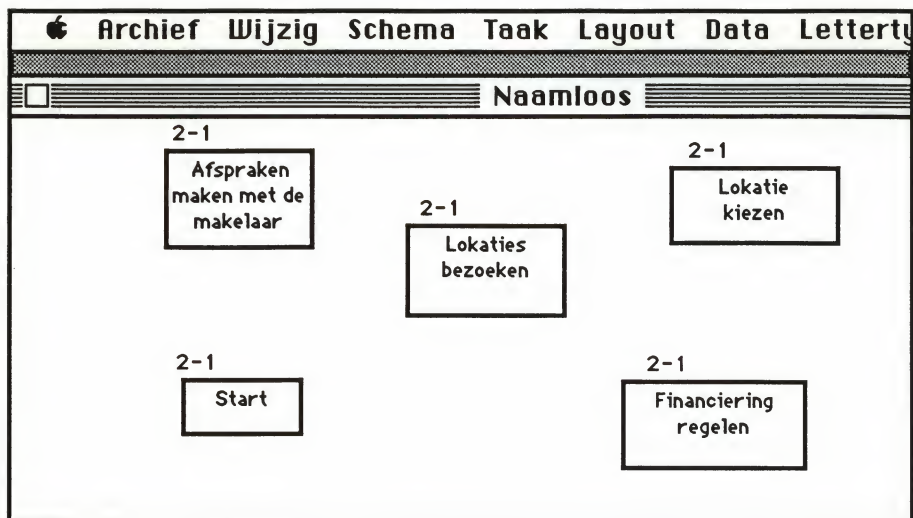 Archief Wijzig Schema Taak Layout Data
Naamloos
2-1
Afspraken
maken met de
makelaar
2-1
Lokaties
bezoeken
2-1
Lokatie
kiezen
2-1
Start
2-1
Financiering
regelen